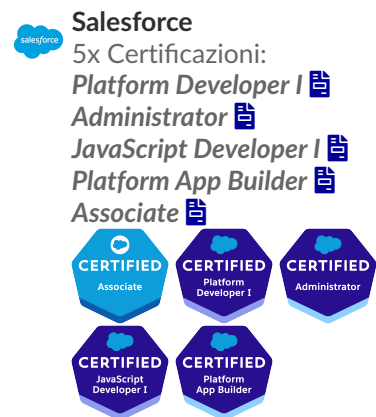 Salesforce
salesforce
5x Certificazioni:
Platform Developer I
Administrator
JavaScript Developer I
Platform App Builder
Associate
CERTIFIED
Associate
CERTIFIED
Platform
Developer I
CERTIFIED
Administrator
CERTIFIED
JavaScript
Developer I
CERTIFIED
Platform
App Builder